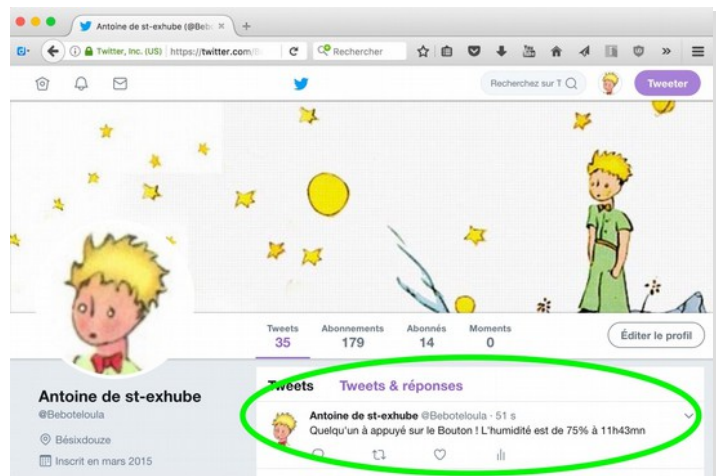 Antoine de st-exhube (@Beb
Twitter, Inc. (US) https://twitter.com/
Rechercher
Recherchez sur T
Tweeter
Tweets Abonnements Abonnés Moments
35 179 14 0
Éditer le profil
Antoine de st-exhube
@Beboteloula
Bésixdouze
Inscrit en mars 2015
Tweets Tweets & réponses
Antoine de st-exhube @Beboteloula · 51 s
Quelqu'un à appuyé sur le Bouton ! L'humidité est de 75% à 11h43mn